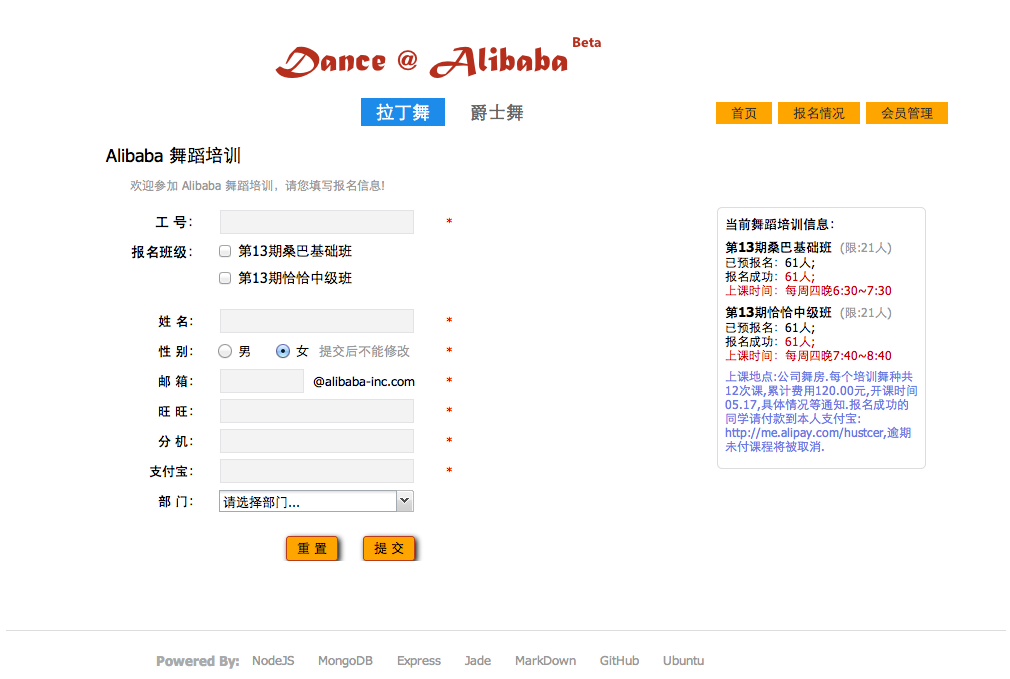 Dance @ Alibaba Beta
拉丁舞 爵士舞
首页 报名情况 会员管理
Alibaba 舞蹈培训
欢迎参加 Alibaba 舞蹈培训，请您填写报名信息!
工 号： *
报名班级： 第13期桑巴基础班
第13期恰恰中级班
姓 名： *
性 别： 男 女 提交后不能修改 *
邮 箱： @alibaba-inc.com *
旺 旺： *
分 机： *
支付宝： *
部 门： 请选择部门...
重 置 提 交
当前舞蹈培训信息：
第13期桑巴基础班 (限:21人)
已预报名：61人;
报名成功：61人;
上课时间：每周四晚6:30~7:30
第13期恰恰中级班 (限:21人)
已预报名：61人;
报名成功：61人;
上课时间：每周四晚7:40~8:40
上课地点:公司舞房.每个培训舞种共
12次课,累计费用120.00元,开课时间
05.17,具体情况等通知.报名成功的
同学请付款到本人支付宝:
http://me.alipay.com/hustcer,逾期
未付课程将被取消.
Powered By: NodeJS MongoDB Express Jade MarkDown GitHub Ubuntu